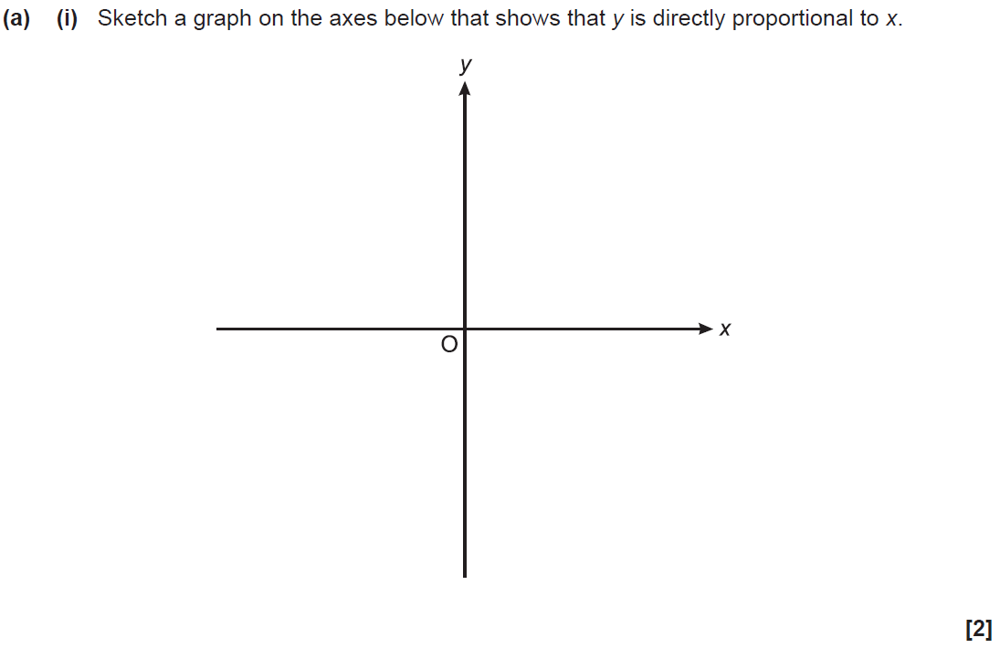 (a) (i) Sketch a graph on the axes below that shows that y is directly proportional to x.
y
x
O
[2]